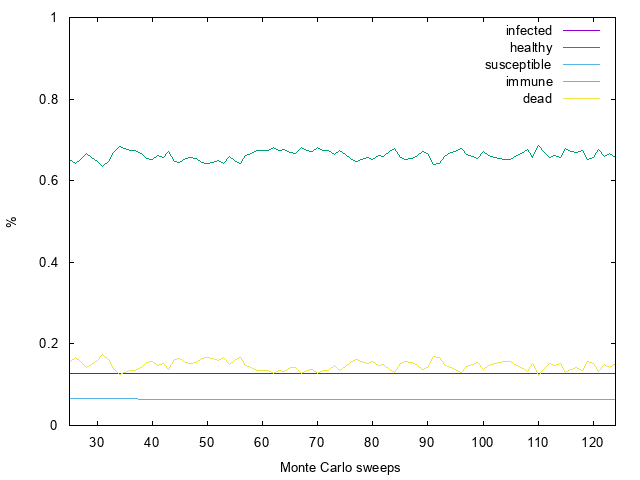 1
infected
healthy
susceptible
immune
dead
0.8
0.6
%
0.4
0.2
0
30 40 50 60 70 80 90 100 110 120
Monte Carlo sweeps